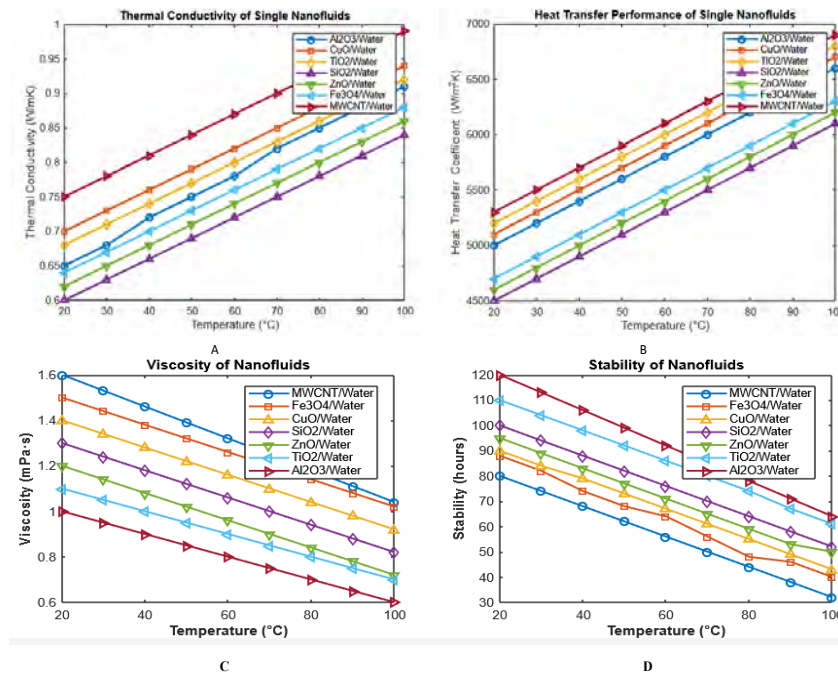 Thermal Conductivity of Single Nanofluids
Thermal Conductivity (W/mK)
1
0.95
0.9
0.85
0.8
0.75
0.7
0.65
0.6
Al2O3/Water
CuO/Water
TiO2/Water
SiO2/Water
ZnO/Water
Fe3O4/Water
MWCNT/Water
20 30 40 50 60 70 80 90 100
Temperature (°C)
A
Heat Transfer Performance of Single Nanofluids
Heat Transfer Coefficient (W/m²K)
7000
6500
6000
5500
5000
4500
Al2O3/Water
CuO/Water
TiO2/Water
SiO2/Water
ZnO/Water
Fe3O4/Water
MWCNT/Water
20 30 40 50 60 70 80 90 100
Temperature (°C)
B
Viscosity of Nanofluids
Viscosity (mPa·s)
1.6
1.4
1.2
1
0.8
0.6
MWCNT/Water
Fe3O4/Water
CuO/Water
SiO2/Water
ZnO/Water
TiO2/Water
Al2O3/Water
20 40 60 80 100
Temperature (°C)
C
Stability of Nanofluids
Stability (hours)
120
110
100
90
80
70
60
50
40
30
MWCNT/Water
Fe3O4/Water
CuO/Water
SiO2/Water
ZnO/Water
TiO2/Water
Al2O3/Water
20 40 60 80 100
Temperature (°C)
D